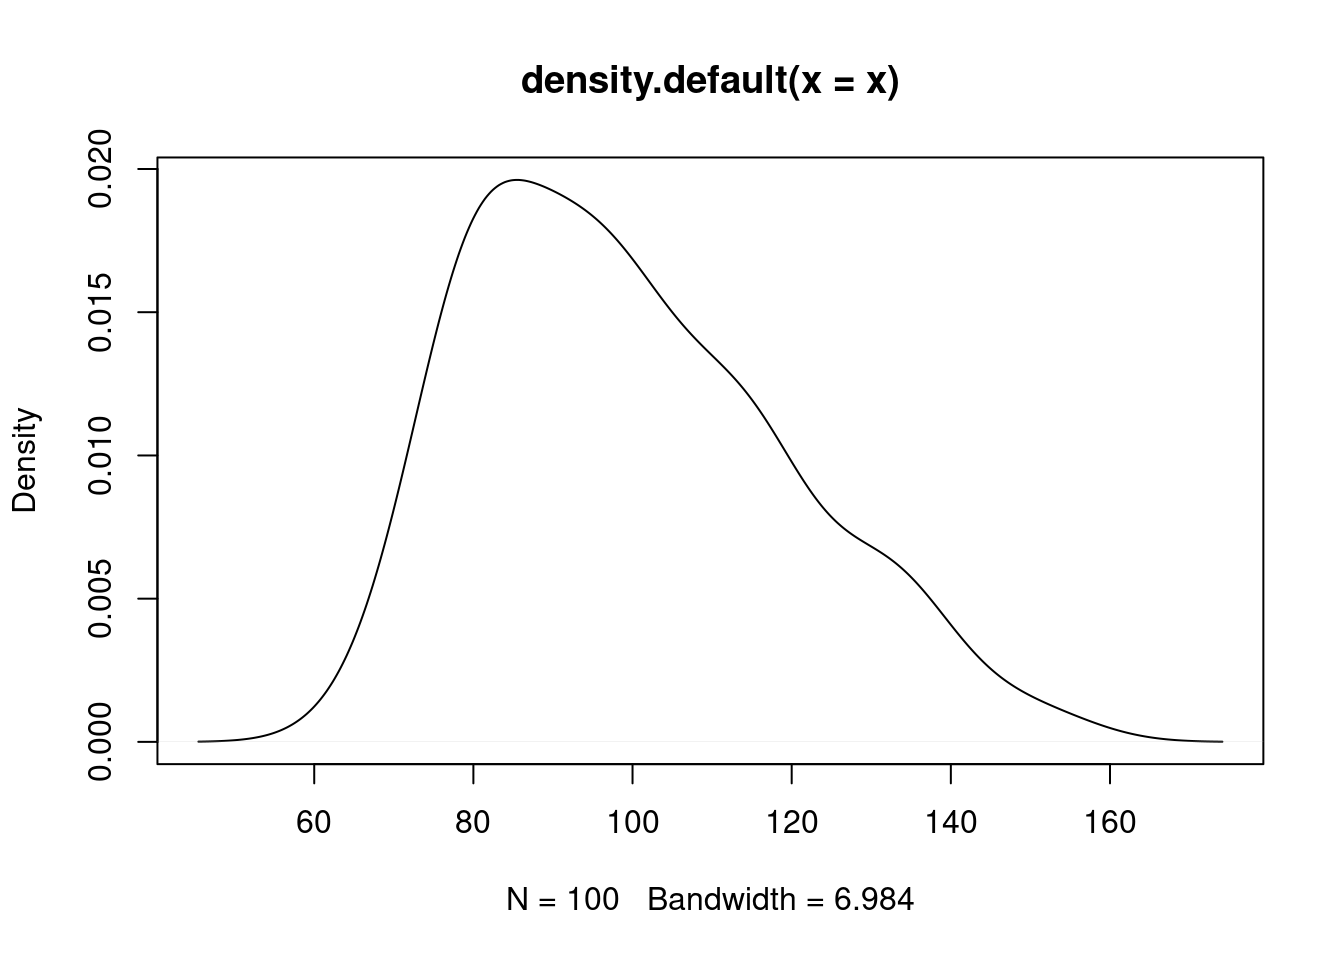 density.default(x = x)
0.020
0.015
0.010
0.005
0.000
Density
60 80 100 120 140 160
N = 100 Bandwidth = 6.984